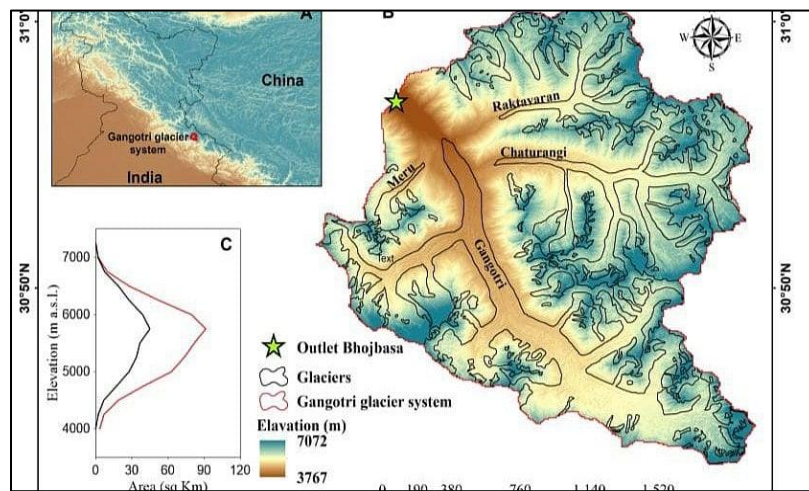 31°0'
A
China
Gangotri glacier
system
India
B
W E
S
31°0'
Raktavaran
Chaturangi
Meru
Gangotri
Text
30°50'
30°50'
C
7000
6000
5000
4000
Elevation (m a.s.l.)
0 30 60 90 120
Area (sq Km)
Outlet Bhojbasa
Glaciers
Gangotri glacier system
Elavation (m)
7072
3767
0 190 380 760 1,140 1,520